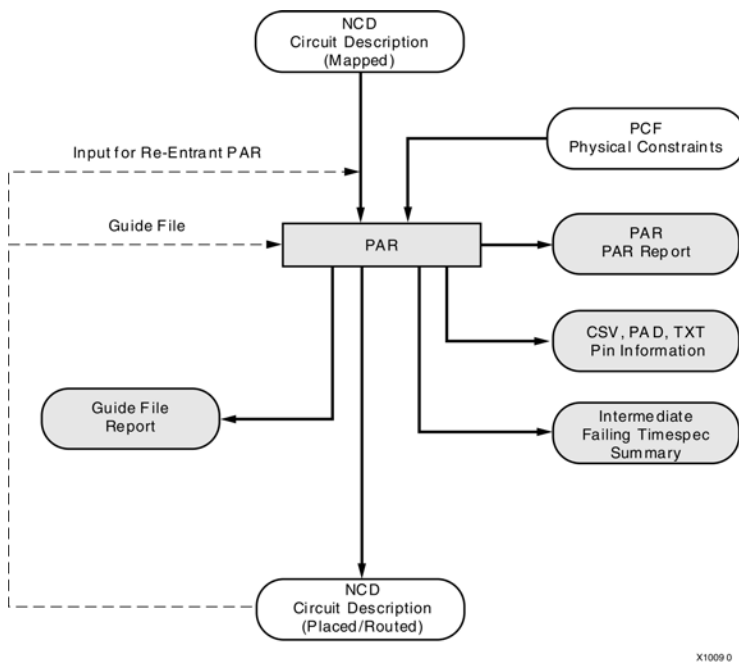 NCD
Circuit Description
(Mapped)
PCF
Physical Constraints
Input for Re-Entrant PAR
Guide File
PAR
PAR
PAR Report
CSV, PAD, TXT
Pin Information
Guide File
Report
Intermediate
Failing Timespec
Summary
NCD
Circuit Description
(Placed/Routed)
X10090